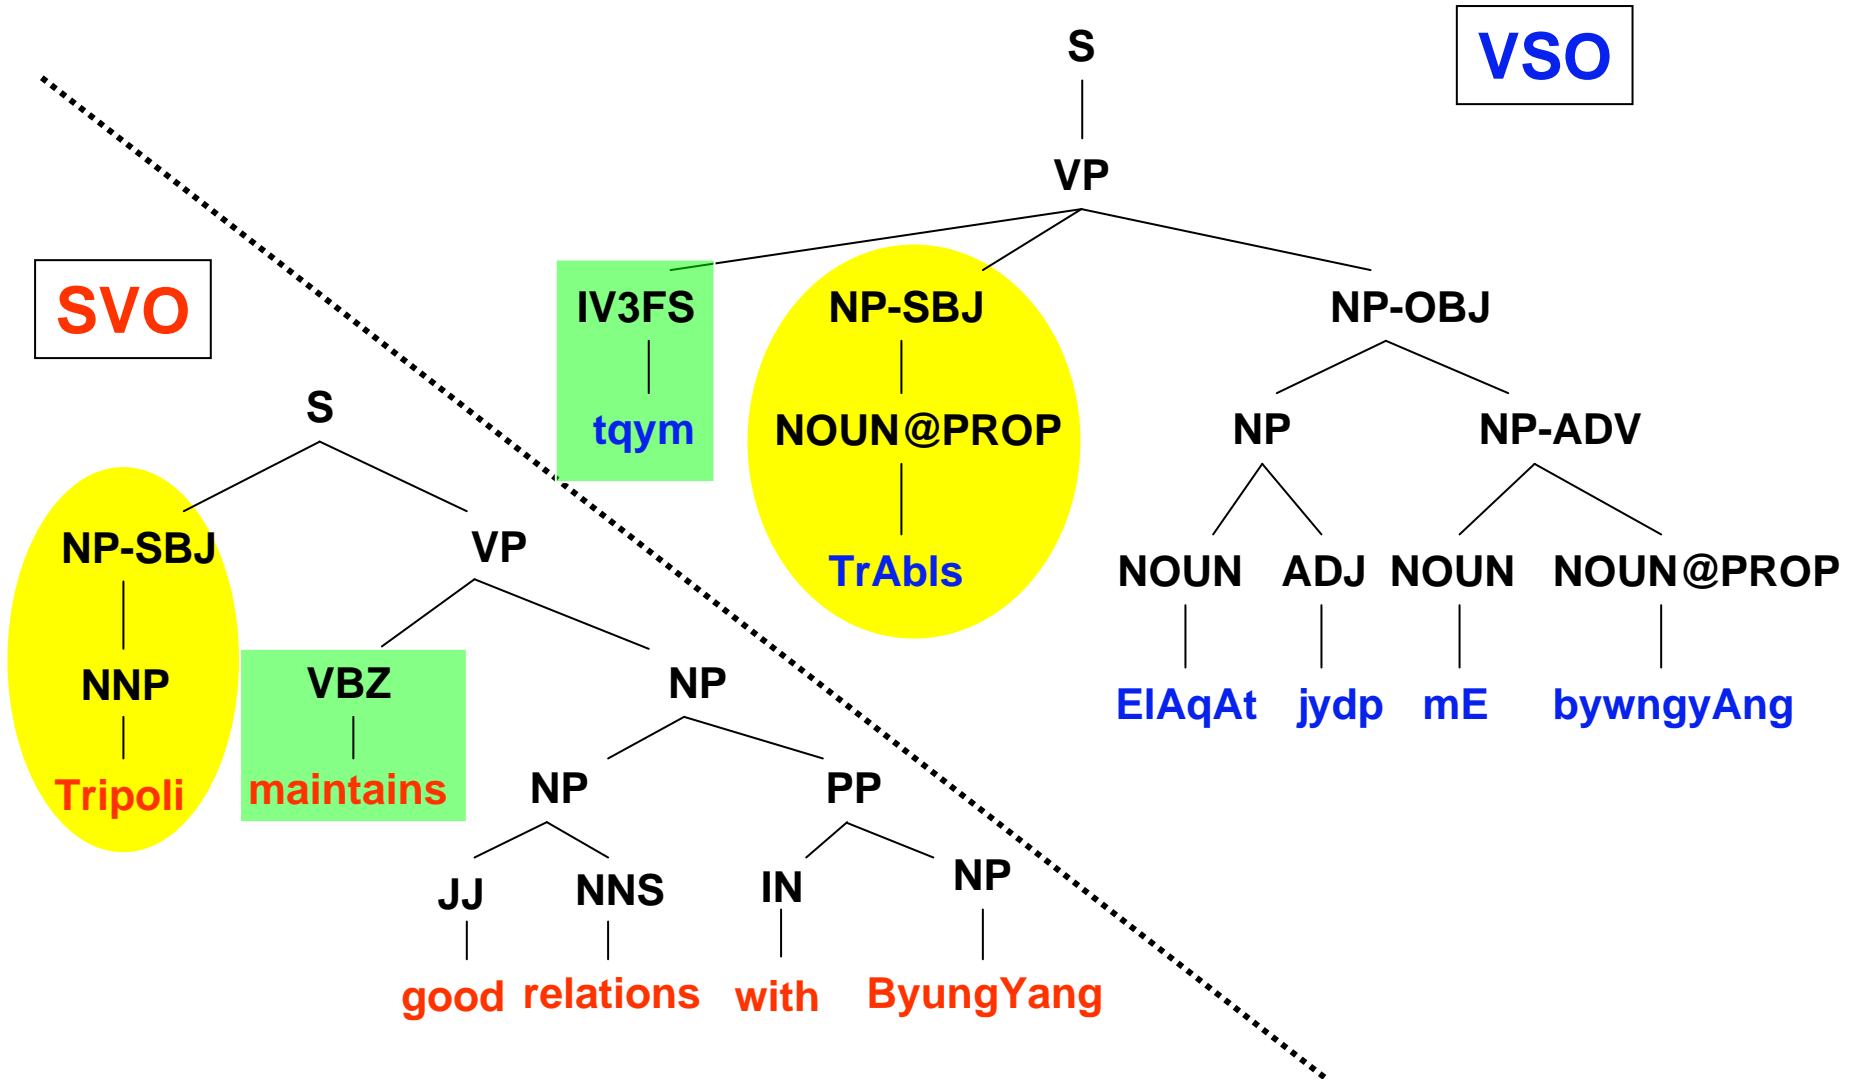 S
VSO
VP
SVO
IV3FS NP-SBJ NP-OBJ
tqym NOUN@PROP NP NP-ADV
TrAbls NOUN ADJ NOUN NOUN@PROP
ElAqAt jydp mE bywngyAng
S
NP-SBJ VP
NNP VBZ NP
Tripoli maintains NP PP
JJ NNS IN NP
good relations with ByungYang